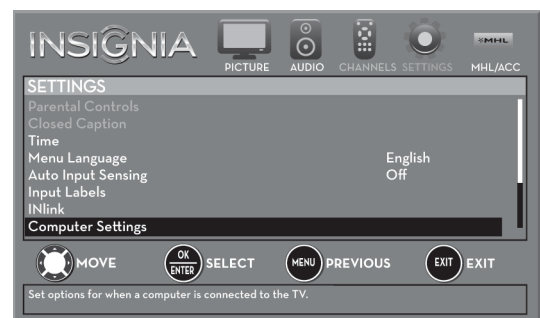 INSIGNIA
PICTURE AUDIO CHANNELS SETTINGS MHL MHL/ACC
SETTINGS
Parental Controls
Closed Caption
Time
Menu Language English
Auto Input Sensing Off
Input Labels
INlink
Computer Settings
MOVE OK ENTER SELECT MENU PREVIOUS EXIT EXIT
Set options for when a computer is connected to the TV.